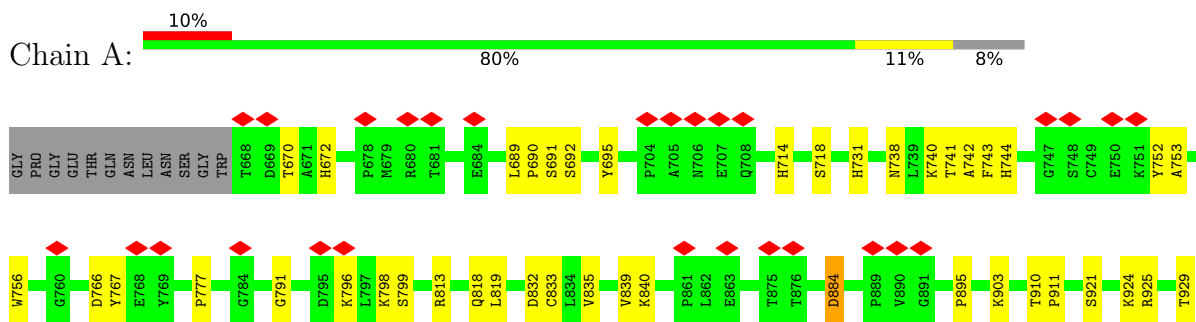 10%
Chain A:
80% 11% 8%
GLY PRO GLY GLU THR GLN ASN LEU ASN SER GLY TRP T668 D669 T670 A671 H672 P678 M679 R680 T681 E684 L689 P690 S691 S692 Y695 P704 A705 N706 E707 Q708 H714 S718 H731 N738 L739 K740 T741 A742 F743 H744 G747 S748 C749 E750 K751 Y752 A753
W756 G760 D766 Y767 E768 Y769 P777 G784 G791 D795 K796 L797 K798 S799 R813 Q818 L819 D832 C833 L834 V835 V839 K840 P861 L862 E863 T875 T876 D884 P889 V890 G891 P895 K903 T910 P911 S921 K924 R925 T929